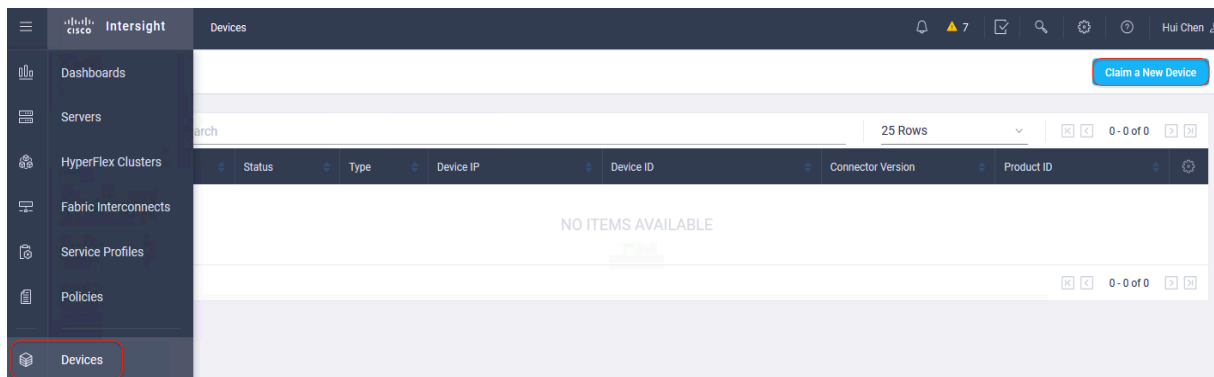 cisco Intersight Devices 7 Hui Chen
Dashboards
Claim a New Device
Servers
arch 25 Rows 0 - 0 of 0
HyperFlex Clusters
Status Type Device IP Device ID Connector Version Product ID
Fabric Interconnects
NO ITEMS AVAILABLE
Service Profiles
0 - 0 of 0
Policies
Devices